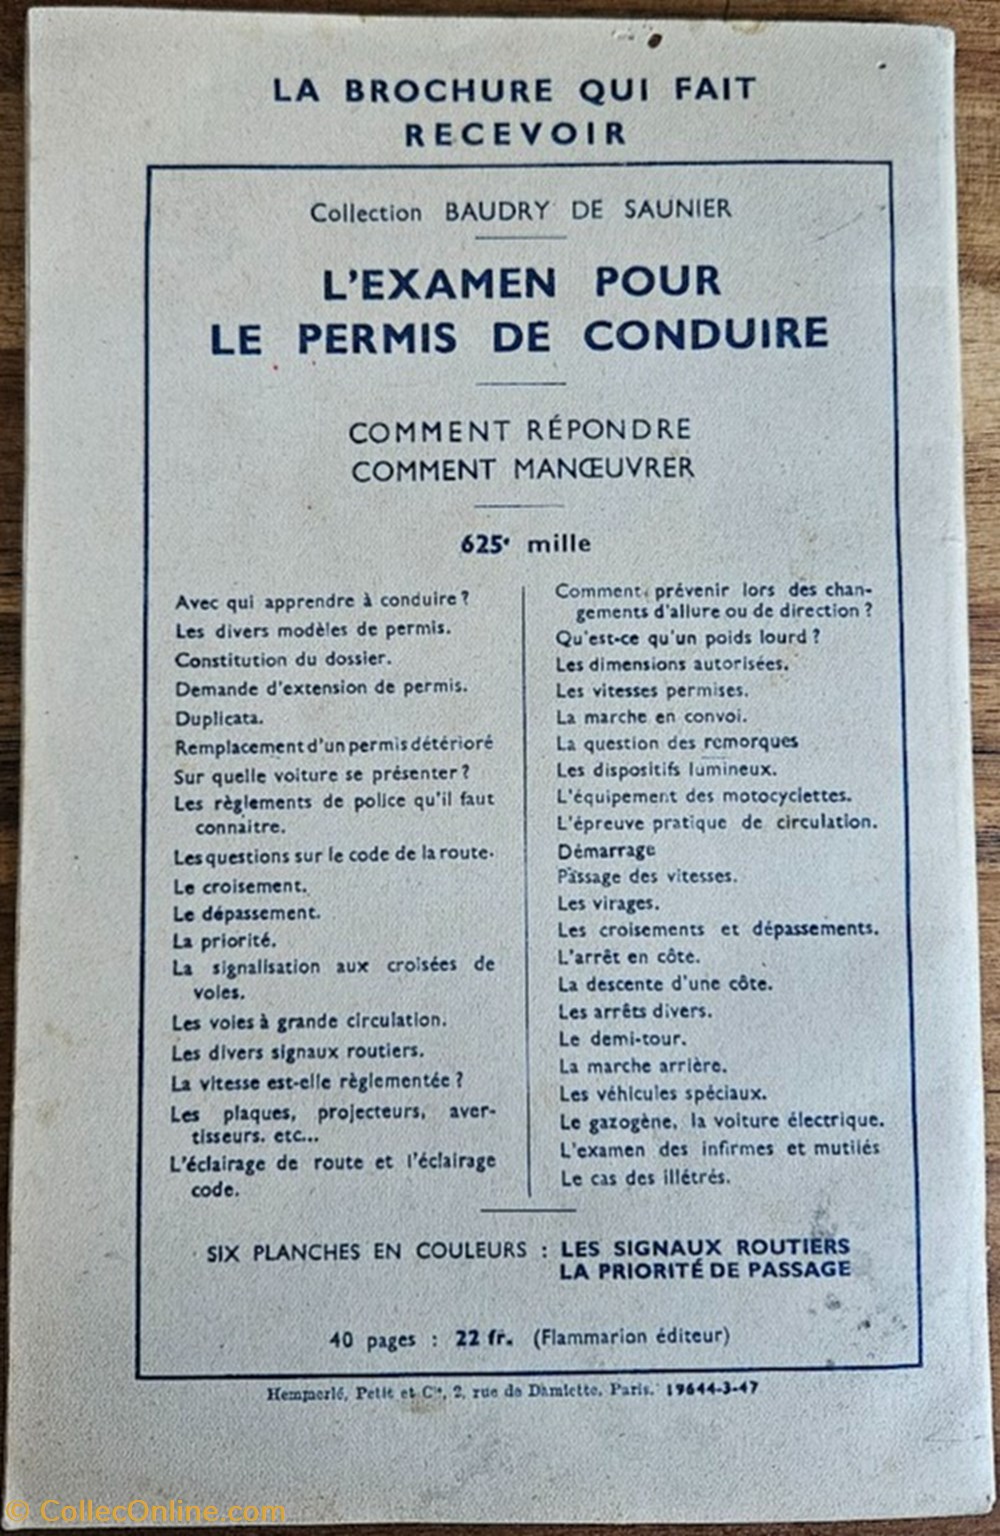 LA BROCHURE QUI FAIT
RECEVOIR
Collection BAUDRY DE SAUNIER
L'EXAMEN POUR
LE PERMIS DE CONDUIRE
COMMENT RÉPONDRE
COMMENT MANŒUVRER
625e mille
Avec qui apprendre à conduire ?
Les divers modèles de permis.
Constitution du dossier.
Demande d'extension de permis.
Duplicata.
Remplacement d'un permis détérioré
Sur quelle voiture se présenter ?
Les règlements de police qu'il faut
connaitre.
Les questions sur le code de la route.
Le croisement.
Le dépassement.
La priorité.
La signalisation aux croisées de
voies.
Les voies à grande circulation.
Les divers signaux routiers.
La vitesse est-elle règlementée ?
Les plaques, projecteurs, aver-
tisseurs. etc...
L'éclairage de route et l'éclairage
code.
Comment prévenir lors des chan-
gements d'allure ou de direction ?
Qu'est-ce qu'un poids lourd ?
Les dimensions autorisées.
Les vitesses permises.
La marche en convoi.
La question des remorques
Les dispositifs lumineux.
L'équipement des motocyclettes.
L'épreuve pratique de circulation.
Démarrage
Passage des vitesses.
Les virages.
Les croisements et dépassements.
L'arrêt en côte.
La descente d'une côte.
Les arrêts divers.
Le demi-tour.
La marche arrière.
Les véhicules spéciaux.
Le gazogène, la voiture électrique.
L'examen des infirmes et mutilés
Le cas des illétrés.
SIX PLANCHES EN COULEURS : LES SIGNAUX ROUTIERS
LA PRIORITÉ DE PASSAGE
40 pages : 22 fr. (Flammarion éditeur)
Hemmerlé, Petit et Cie, 2, rue de Damiette. Paris. 19644-3-47
© CollecOnline.com